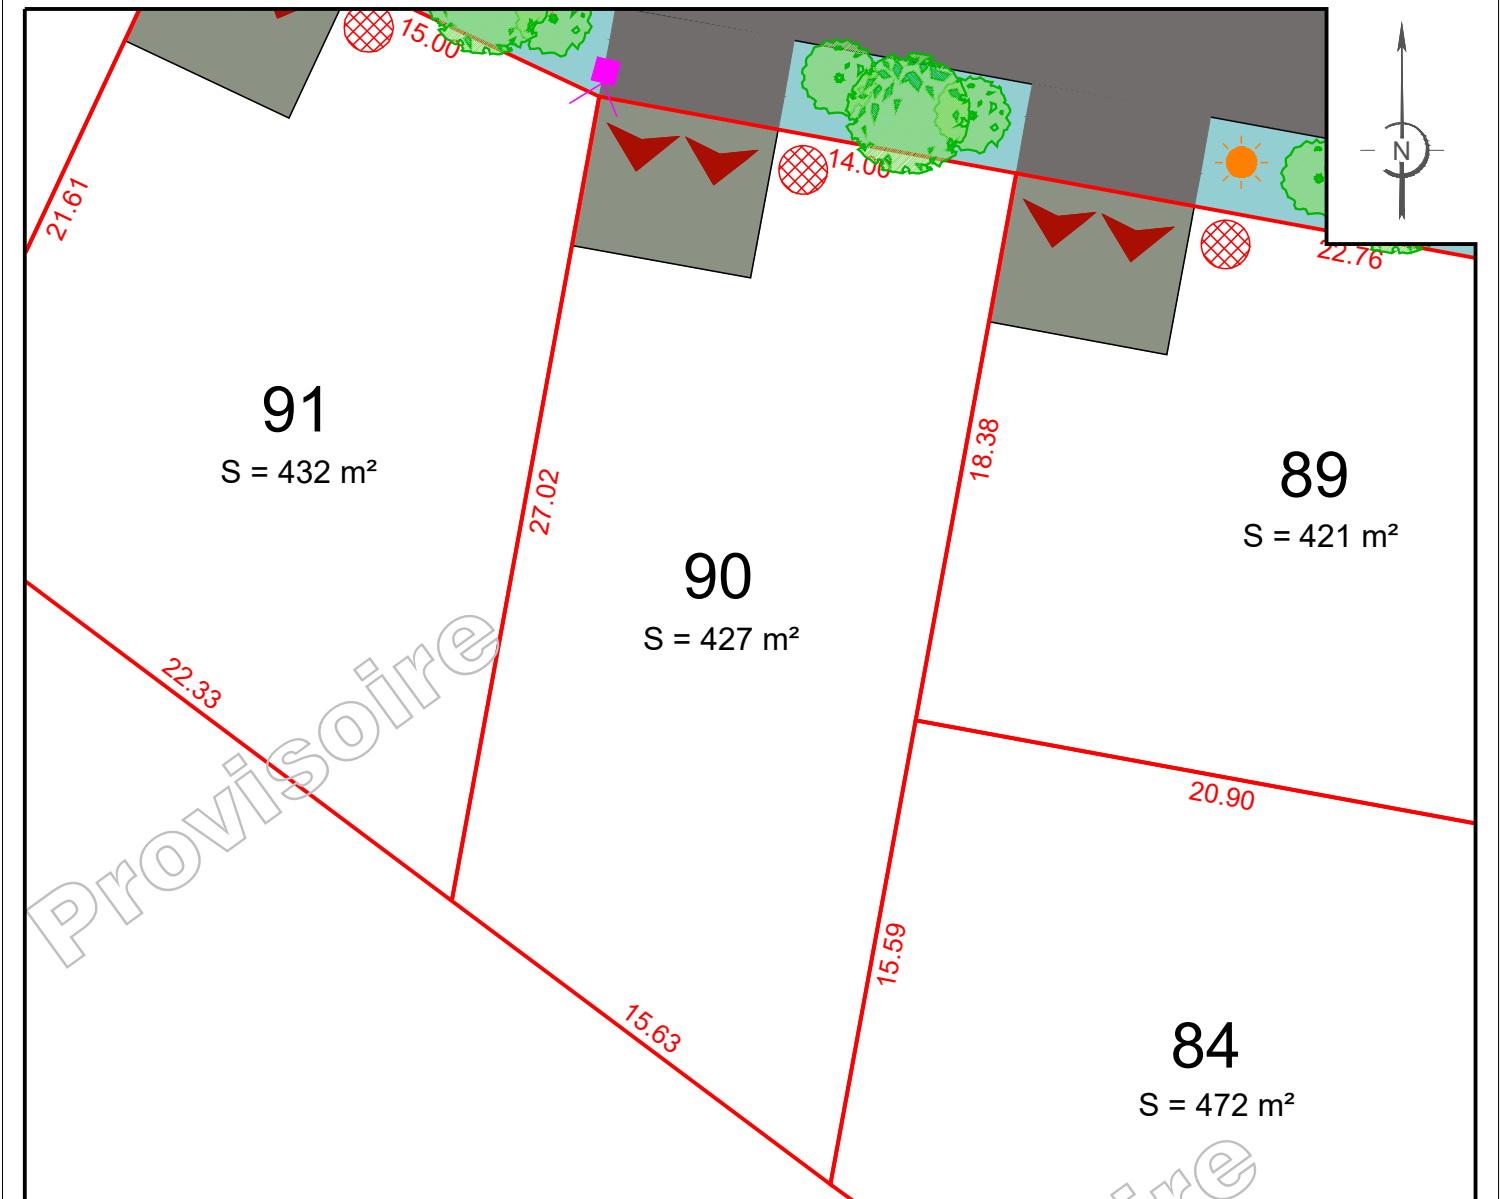 15.00
14.00
N
21.61
22.76
91
S = 432 m²
18.38
89
S = 421 m²
27.02
90
S = 427 m²
22.33
Provisoire
20.90
15.59
15.63
84
S = 472 m²
ire